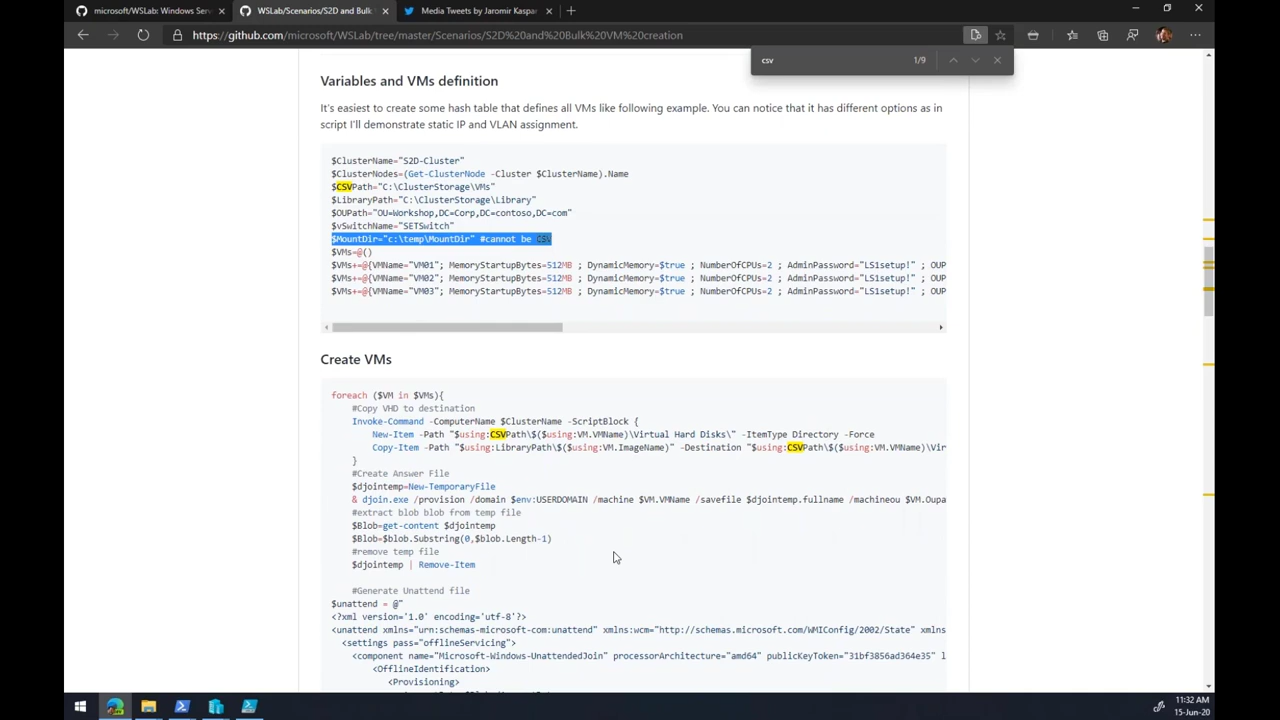 microsoft/WSLab: Windows Serv
WSLab/Scenarios/S2D and Bulk
Media Tweets by Jaromir Kaspar
https://github.com/microsoft/WSLab/tree/master/Scenarios/S2D%20and%20Bulk%20VM%20creation
csv
1/9
Variables and VMs definition
It's easiest to create some hash table that defines all VMs like following example. You can notice that it has different options as in
script I'll demonstrate static IP and VLAN assignment.
$ClusterName="S2D-Cluster"
$ClusterNodes=(Get-ClusterNode -Cluster $ClusterName).Name
$CSVPath="C:\ClusterStorage\VMs"
$LibraryPath="C:\ClusterStorage\Library"
$OUPath="OU=Workshop,DC=Corp,DC=contoso,DC=com"
$vSwitchName="SETSwitch"
$MountDir="c:\temp\MountDir" #cannot be CSV
$VMs=@()
$VMs+=@{VMName="VM01"; MemoryStartupBytes=512MB ; DynamicMemory=$true ; NumberOfCPUs=2 ; AdminPassword="LS1setup!" ; OUP
$VMs+=@{VMName="VM02"; MemoryStartupBytes=512MB ; DynamicMemory=$true ; NumberOfCPUs=2 ; AdminPassword="LS1setup!" ; OUP
$VMs+=@{VMName="VM03"; MemoryStartupBytes=512MB ; DynamicMemory=$true ; NumberOfCPUs=2 ; AdminPassword="LS1setup!" ; OUP
Create VMs
foreach ($VM in $VMs){
#Copy VHD to destination
Invoke-Command -ComputerName $ClusterName -ScriptBlock {
New-Item -Path "$using:CSVPath\$($using:VM.VMName)\Virtual Hard Disks\" -ItemType Directory -Force
Copy-Item -Path "$using:LibraryPath\$($using:VM.ImageName)" -Destination "$using:CSVPath\$($using:VM.VMName)\Vir
}
#Create Answer File
$djointemp=New-TemporaryFile
& djoin.exe /provision /domain $env:USERDOMAIN /machine $VM.VMName /savefile $djointemp.fullname /machineou $VM.Oupa
#extract blob blob from temp file
$Blob=get-content $djointemp
$Blob=$blob.Substring(0,$blob.Length-1)
#remove temp file
$djointemp | Remove-Item
#Generate Unattend file
$unattend = @"
<?xml version='1.0' encoding='utf-8'?>
<unattend xmlns="urn:schemas-microsoft-com:unattend" xmlns:wcm="http://schemas.microsoft.com/WMIConfig/2002/State" xmlns
<settings pass="offlineServicing">
<component name="Microsoft-Windows-UnattendedJoin" processorArchitecture="amd64" publicKeyToken="31bf3856ad364e35" l
<OfflineIdentification>
<Provisioning>
11:32 AM
15-Jun-20